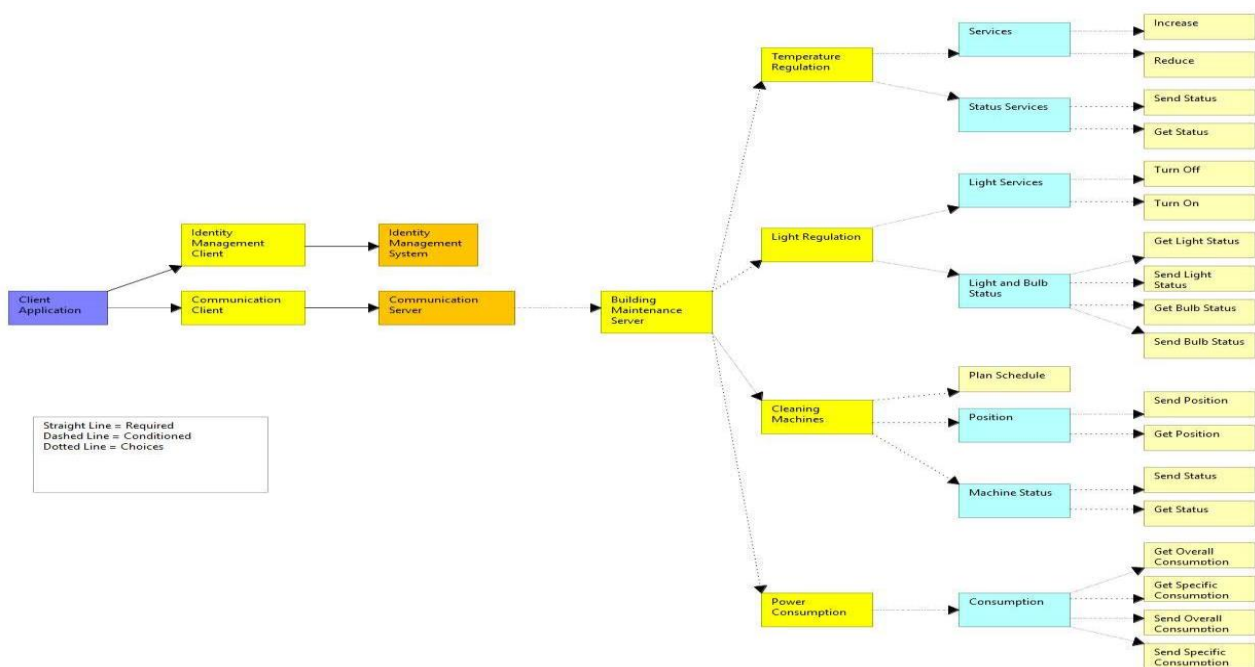 Client
Application
Identity
Management
Client
Communication
Client
Identity
Management
System
Communication
Server
Building
Maintenance
Server
Temperature
Regulation
Services
Increase
Reduce
Status Services
Send Status
Get Status
Light Regulation
Light Services
Turn Off
Turn On
Light and Bulb
Status
Get Light Status
Send Light
Status
Get Bulb Status
Send Bulb Status
Cleaning
Machines
Plan Schedule
Position
Send Position
Get Position
Machine Status
Send Status
Get Status
Power
Consumption
Consumption
Get Overall
Consumption
Get Specific
Consumption
Send Overall
Consumption
Send Specific
Consumption
Straight Line = Required
Dashed Line = Conditioned
Dotted Line = Choices